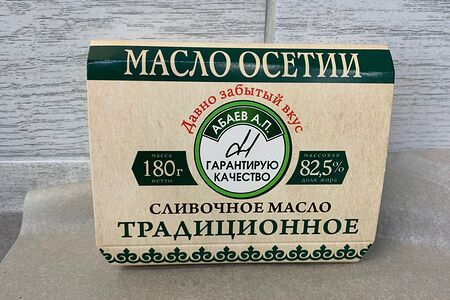 МАСЛО ОСЕТИИ
Давно забытый вкус
АБАЕВ А.П.
ГАРАНТИРУЮ
КАЧЕСТВО
масса
180г
нетто
массовая
82,5%
доля жира
СЛИВОЧНОЕ МАСЛО
ТРАДИЦИОННОЕ